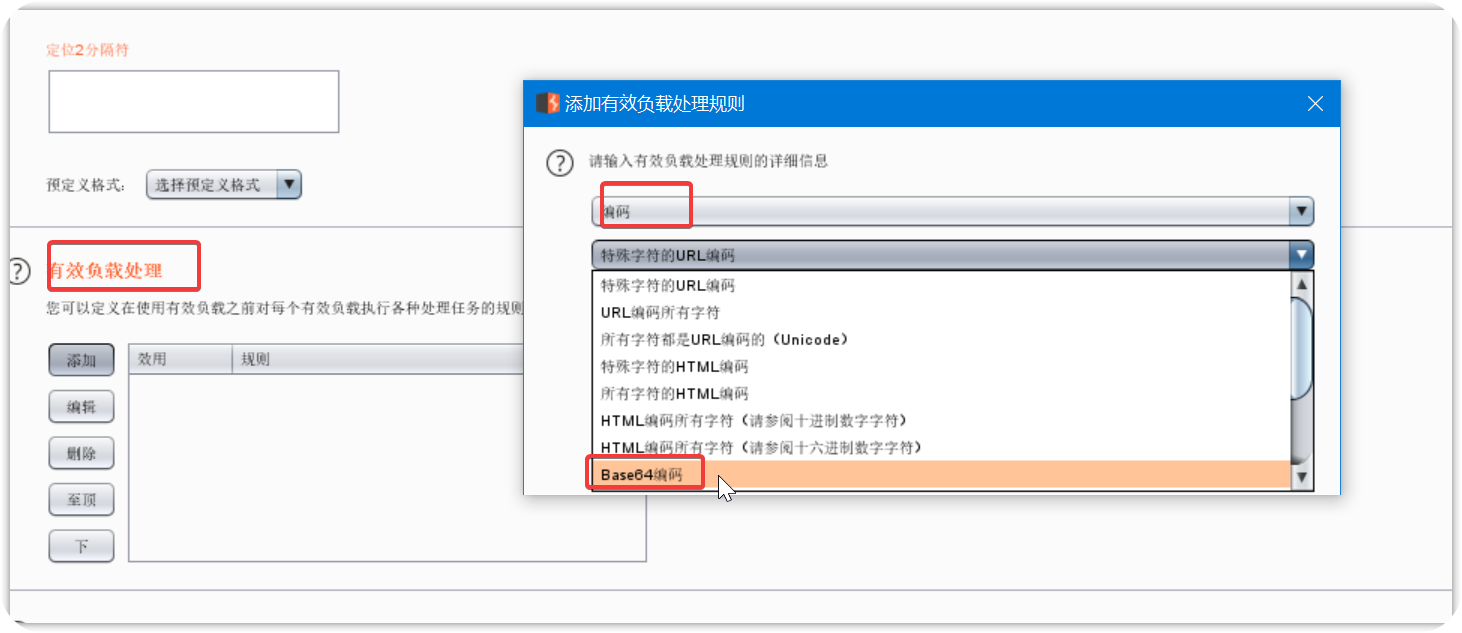 定位2分隔符
预定义格式:
选择预定义格式
有效负载处理
您可以定义在使用有效负载之前对每个有效负载执行各种处理任务的规则
添加
编辑
删除
至顶
下
效用
规则
添加有效负载处理规则
请输入有效负载处理规则的详细信息
编码
特殊字符的URL编码
特殊字符的URL编码
URL编码所有字符
所有字符都是URL编码的（Unicode）
特殊字符的HTML编码
所有字符的HTML编码
HTML编码所有字符（请参阅十进制数字字符）
HTML编码所有字符（请参阅十六进制数字字符）
Base64编码